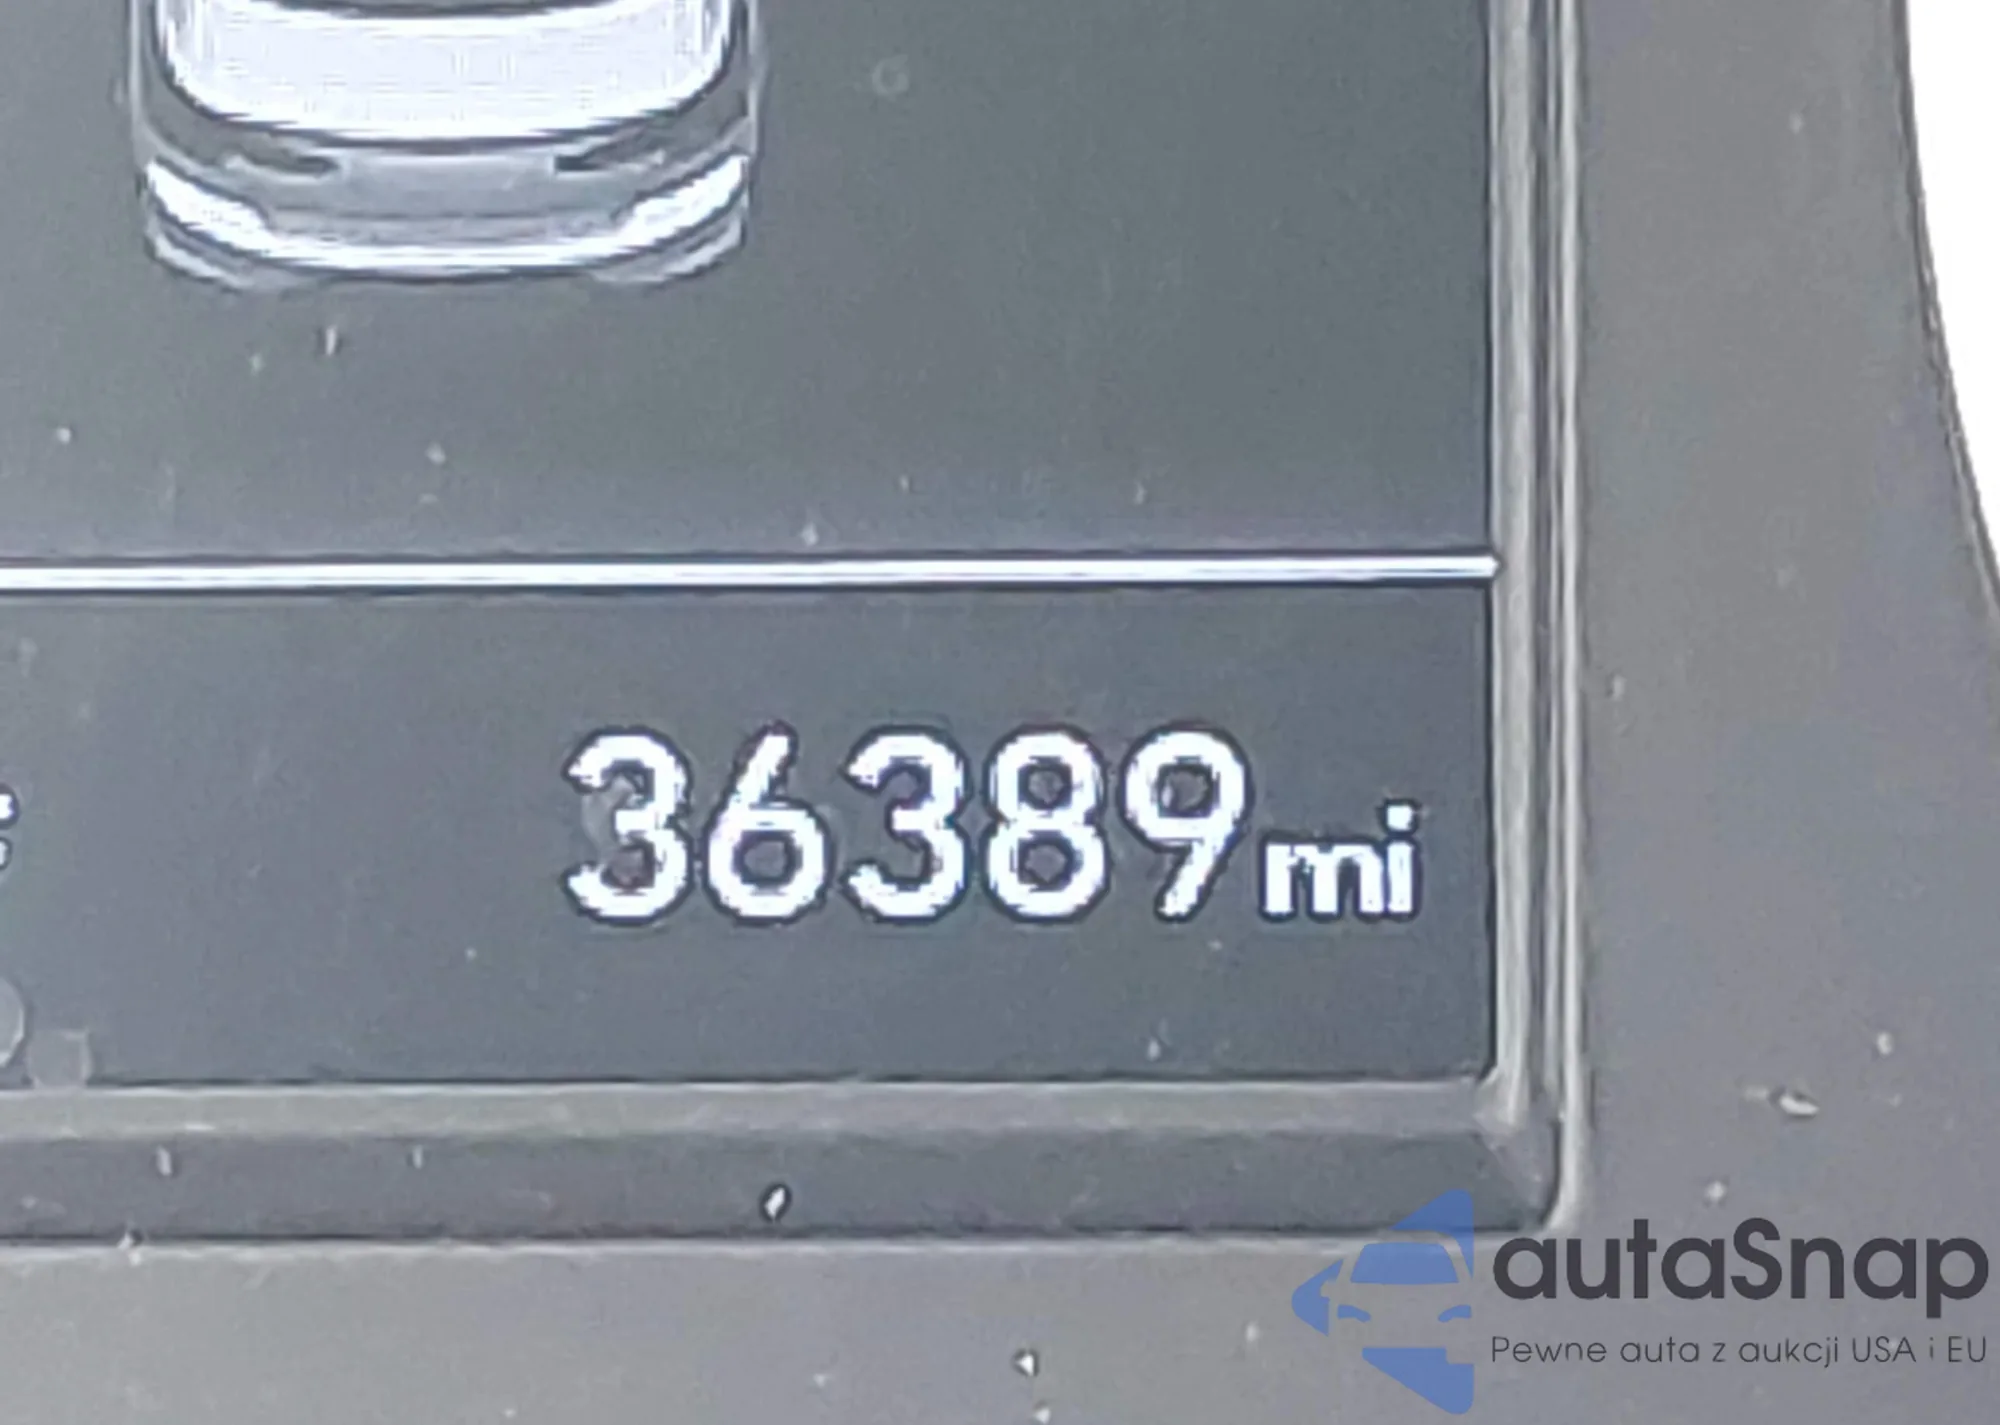 36389mi
autaSnap
Pewne auta z aukcji USA i EU